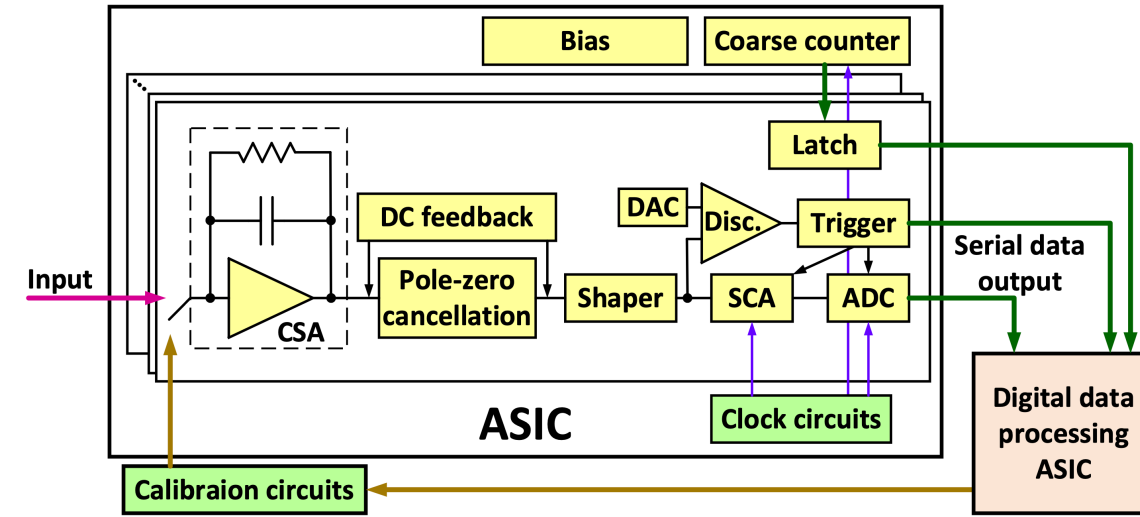 Bias
Coarse counter
Latch
DC feedback
DAC
Disc.
Trigger
Serial data
output
Input
Pole-zero
cancellation
Shaper
SCA
ADC
CSA
Clock circuits
ASIC
Digital data
processing
ASIC
Calibraion circuits